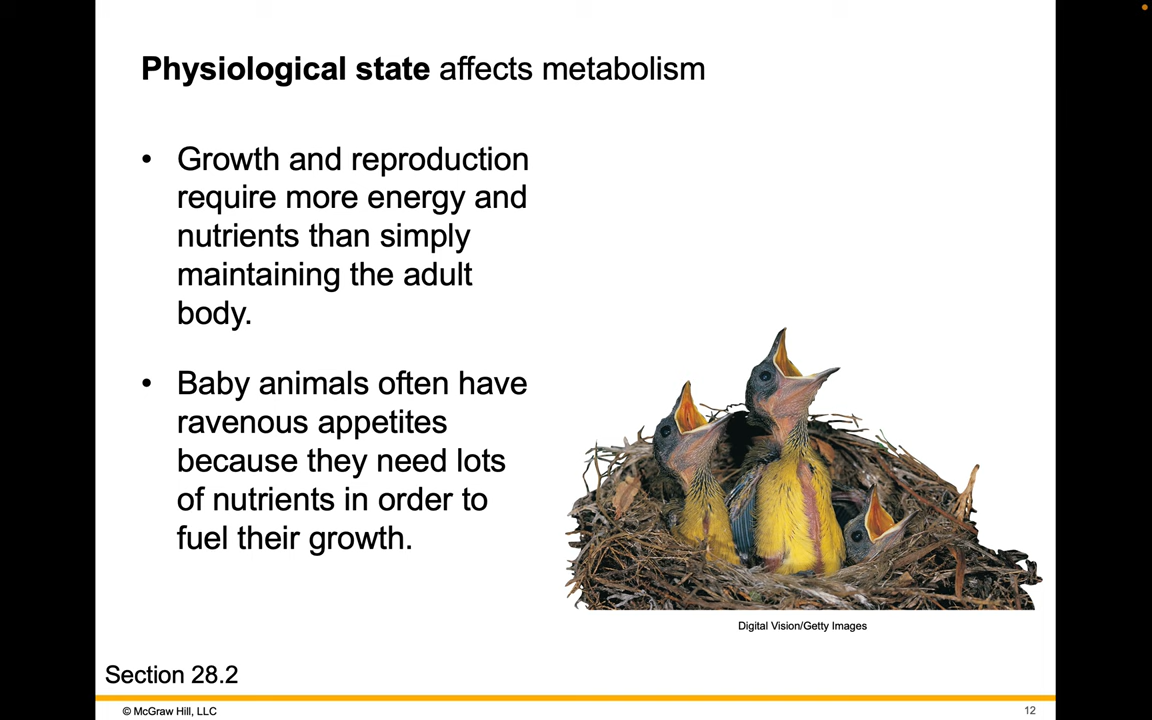 Physiological state affects metabolism
• Growth and reproduction
require more energy and
nutrients than simply
maintaining the adult
body.
• Baby animals often have
ravenous appetites
because they need lots
of nutrients in order to
fuel their growth.
Digital Vision/Getty Images
Section 28.2
© McGraw Hill, LLC
12